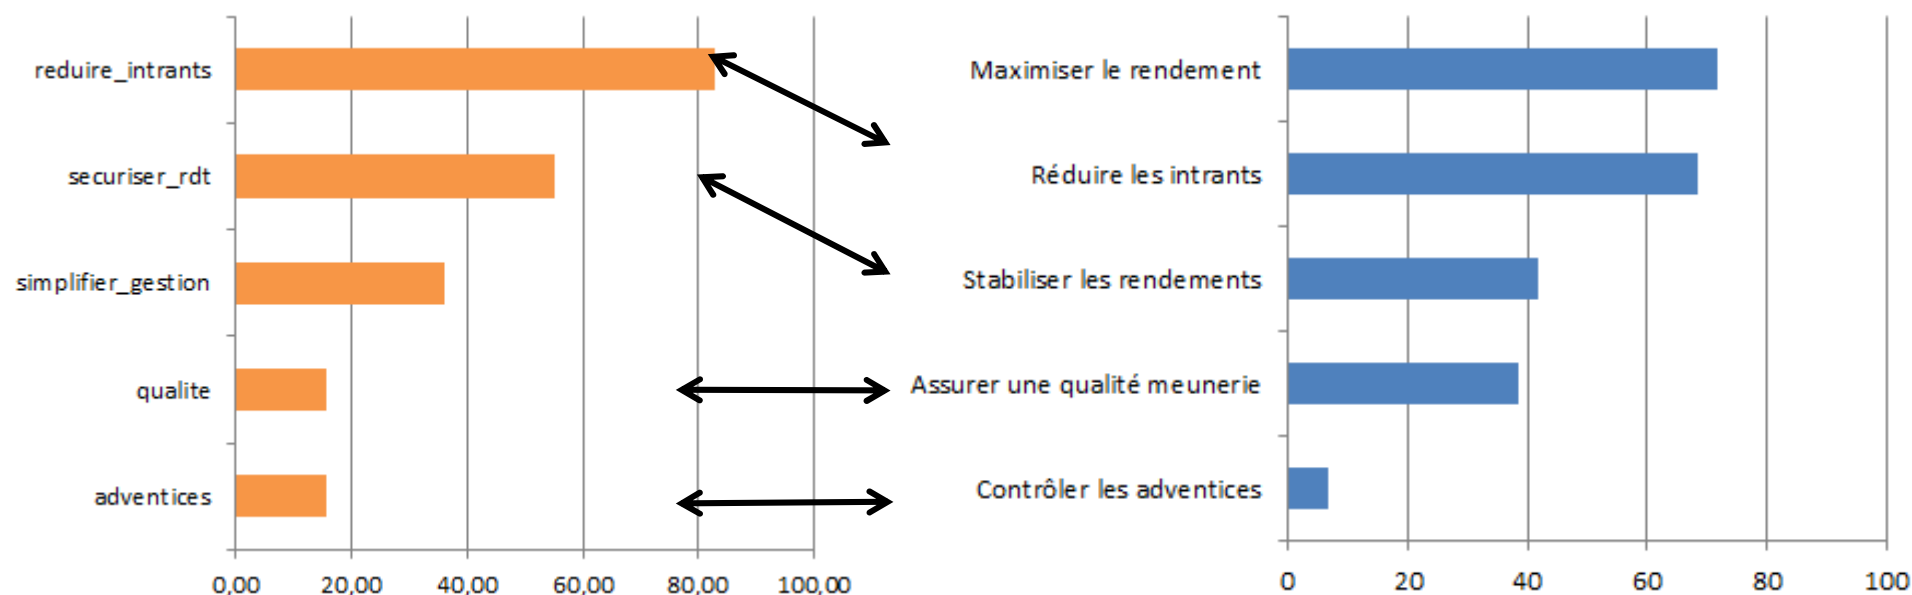 reduire_intrants
securiser_rdt
simplifier_gestion
qualite
adventices
0,00 20,00 40,00 60,00 80,00 100,00
Maximiser le rendement
Réduire les intrants
Stabiliser les rendements
Assurer une qualité meunerie
Contrôler les adventices
0 20 40 60 80 100